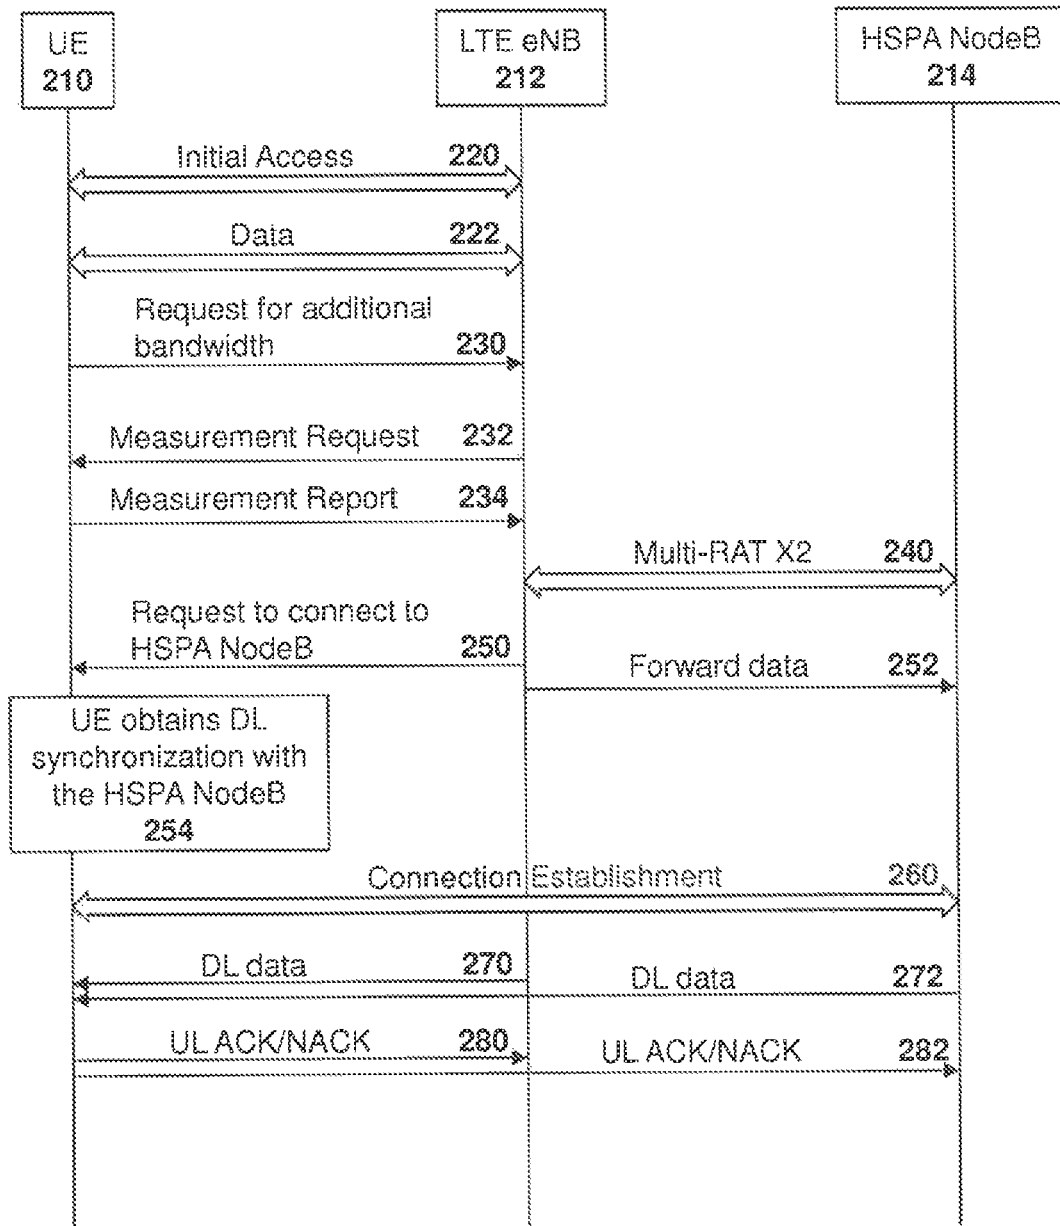 UE
210
LTE eNB
212
HSPA NodeB
214
Initial Access 220
Data 222
Request for additional
bandwidth 230
Measurement Request 232
Measurement Report 234
Multi-RAT X2 240
Request to connect to
HSPA NodeB 250
Forward data 252
UE obtains DL
synchronization with
the HSPA NodeB
254
Connection Establishment 260
DL data 270
DL data 272
UL ACK/NACK 280
UL ACK/NACK 282